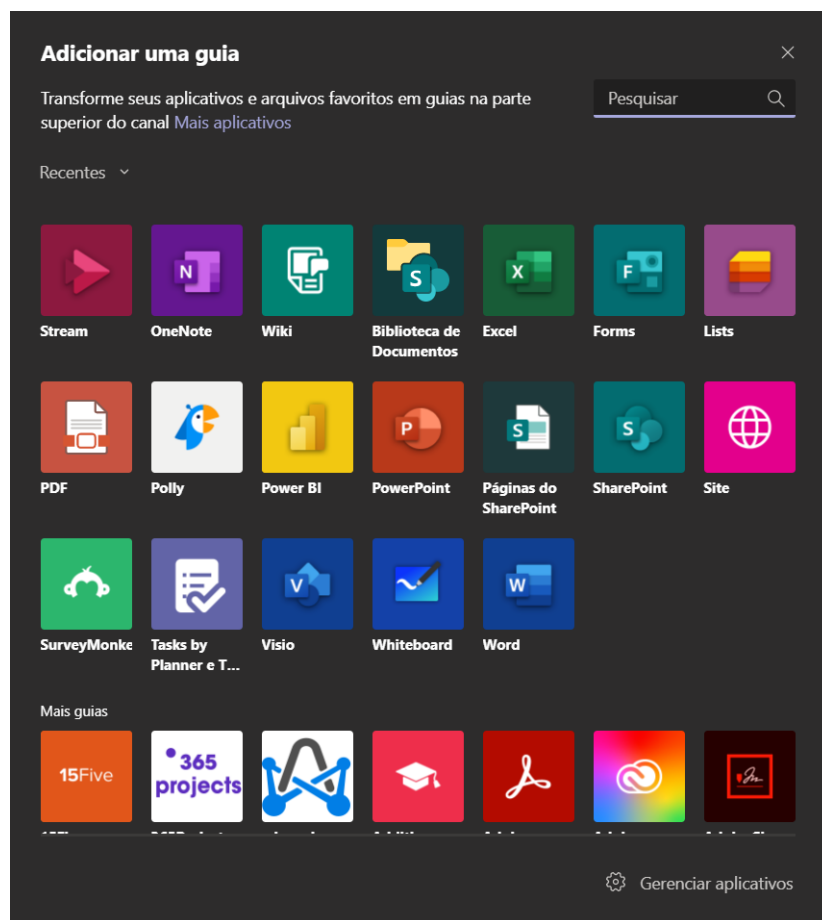 Adicionar uma guia
Transforme seus aplicativos e arquivos favoritos em guias na parte
superior do canal Mais aplicativos
Pesquisar
Recentes
N
S
X
F
Stream
OneNote
Wiki
Biblioteca de
Documentos
Excel
Forms
Lists
P
S
S
PDF
Polly
Power BI
PowerPoint
Páginas do
SharePoint
SharePoint
Site
V
W
SurveyMonke
Tasks by
Planner e T...
Visio
Whiteboard
Word
Mais guias
15Five
365
projects
Gerenciar aplicativos